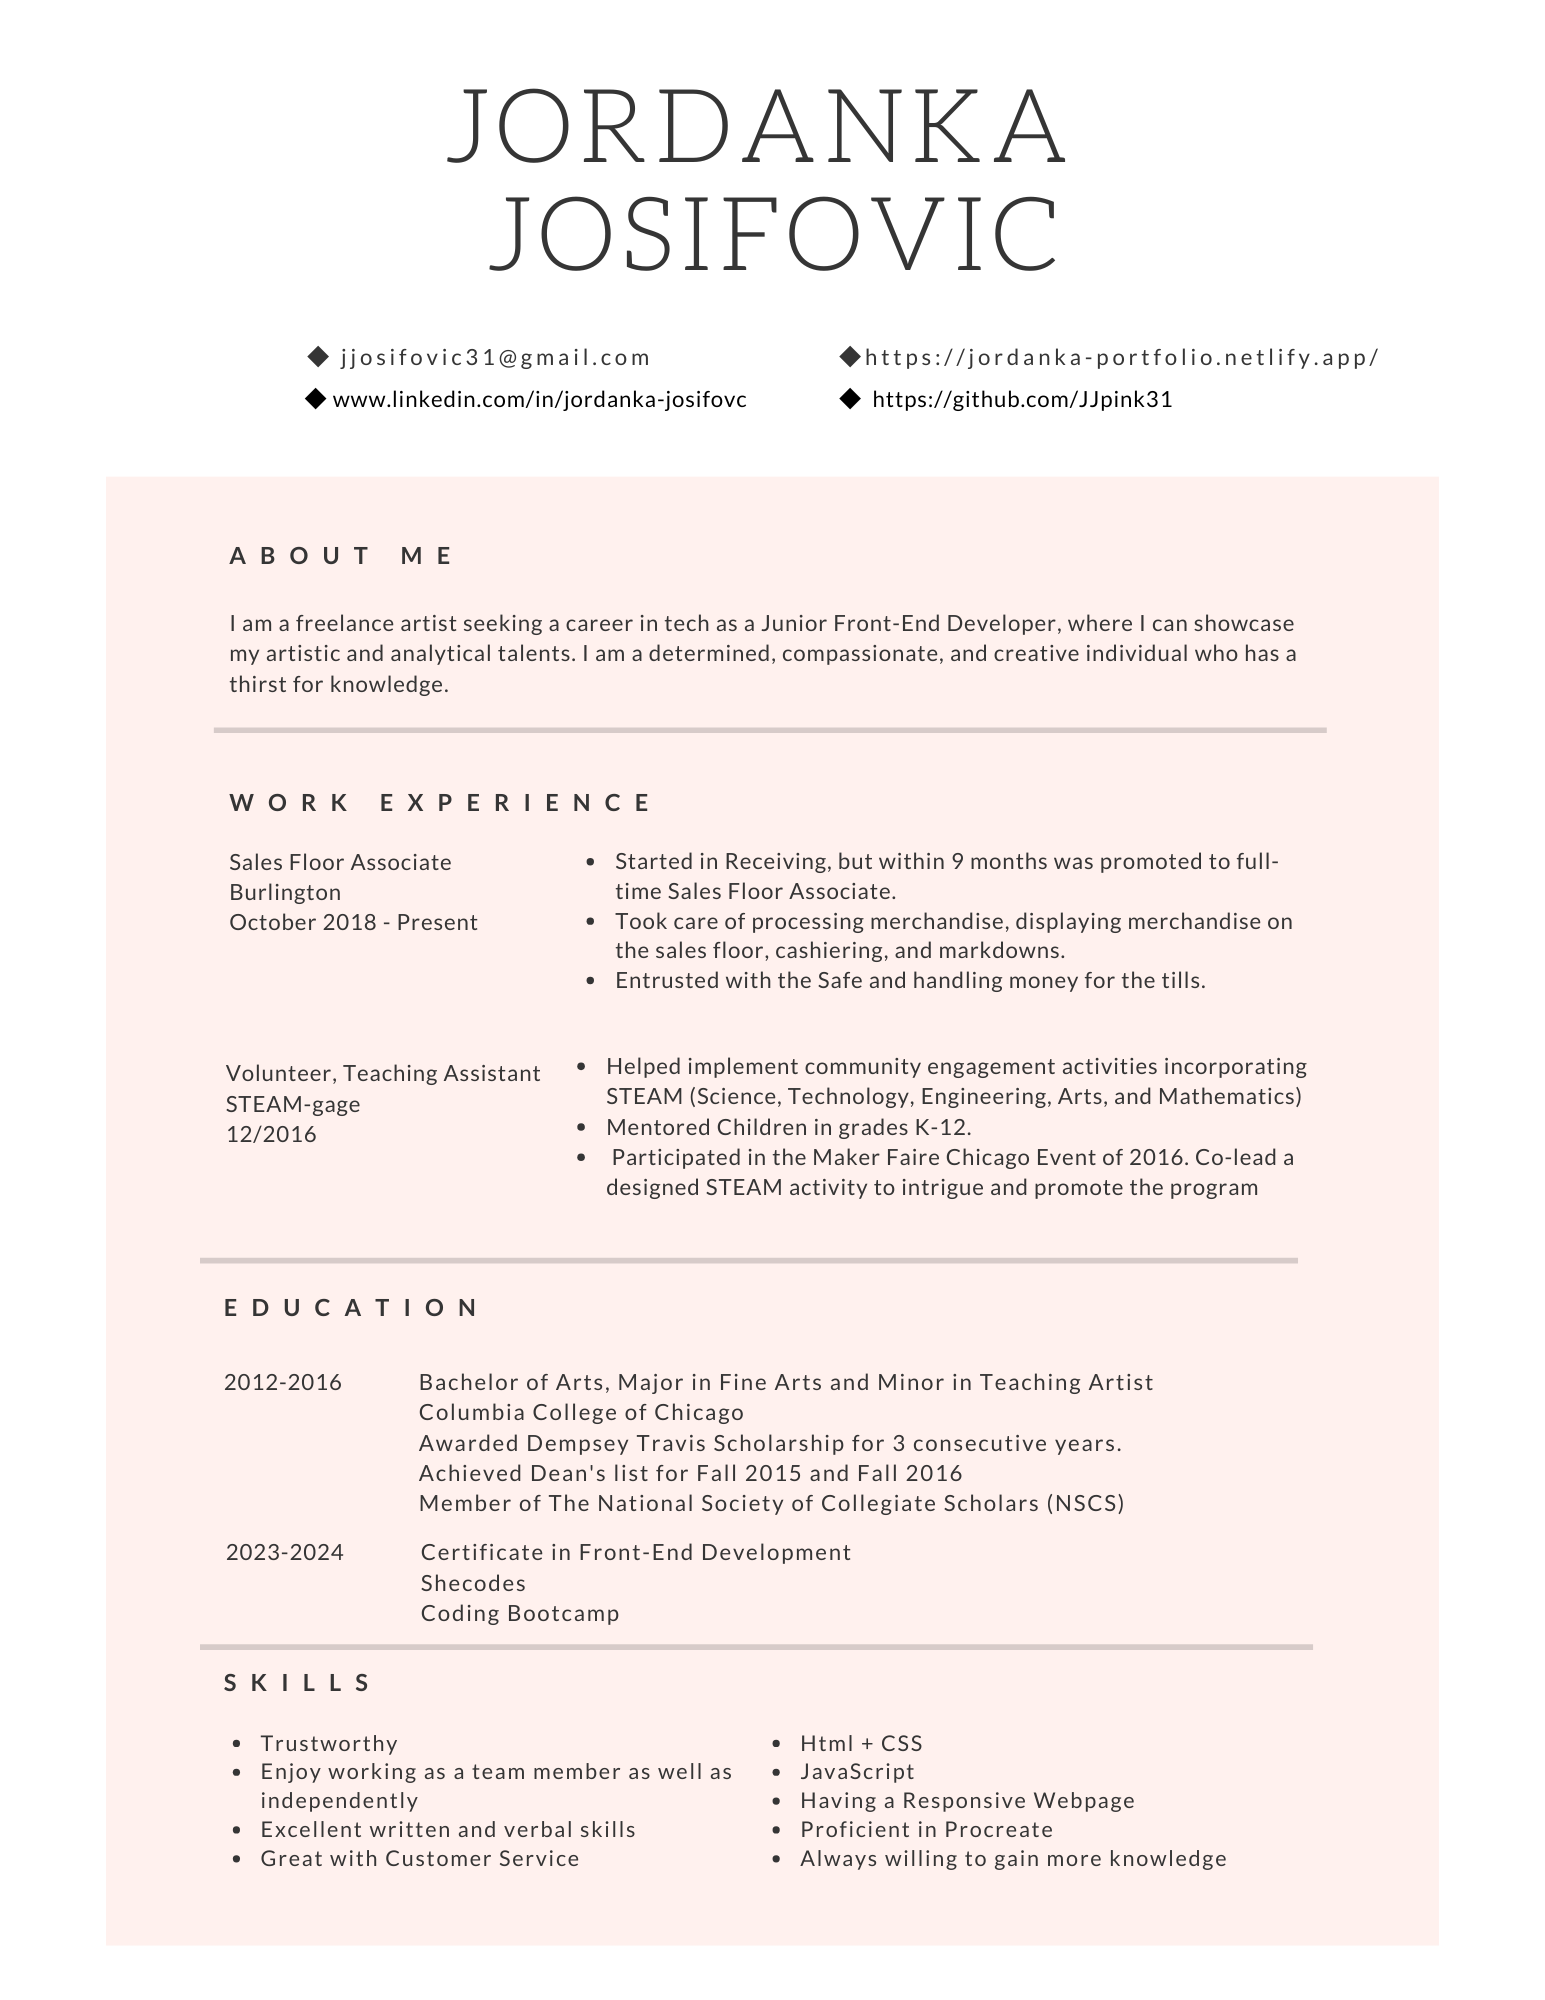 JORDANKA
JOSIFOVIC
◆ jjosifovic31@gmail.com
◆ https://jordanka-portfolio.netlify.app/
◆ www.linkedin.com/in/jordanka-josifovc
◆ https://github.com/JJpink31
ABOUT ME
I am a freelance artist seeking a career in tech as a Junior Front-End Developer, where I can showcase
my artistic and analytical talents. I am a determined, compassionate, and creative individual who has a
thirst for knowledge.
WORK EXPERIENCE
Sales Floor Associate
Burlington
October 2018 - Present
• Started in Receiving, but within 9 months was promoted to full-
time Sales Floor Associate.
• Took care of processing merchandise, displaying merchandise on
the sales floor, cashiering, and markdowns.
• Entrusted with the Safe and handling money for the tills.
Volunteer, Teaching Assistant
STEAM-gage
12/2016
• Helped implement community engagement activities incorporating
STEAM (Science, Technology, Engineering, Arts, and Mathematics)
• Mentored Children in grades K-12.
• Participated in the Maker Faire Chicago Event of 2016. Co-lead a
designed STEAM activity to intrigue and promote the program
EDUCATION
2012-2016
Bachelor of Arts, Major in Fine Arts and Minor in Teaching Artist
Columbia College of Chicago
Awarded Dempsey Travis Scholarship for 3 consecutive years.
Achieved Dean's list for Fall 2015 and Fall 2016
Member of The National Society of Collegiate Scholars (NSCS)
2023-2024
Certificate in Front-End Development
Shecodes
Coding Bootcamp
SKILLS
• Trustworthy
• Enjoy working as a team member as well as
independently
• Excellent written and verbal skills
• Great with Customer Service
• Html + CSS
• JavaScript
• Having a Responsive Webpage
• Proficient in Procreate
• Always willing to gain more knowledge